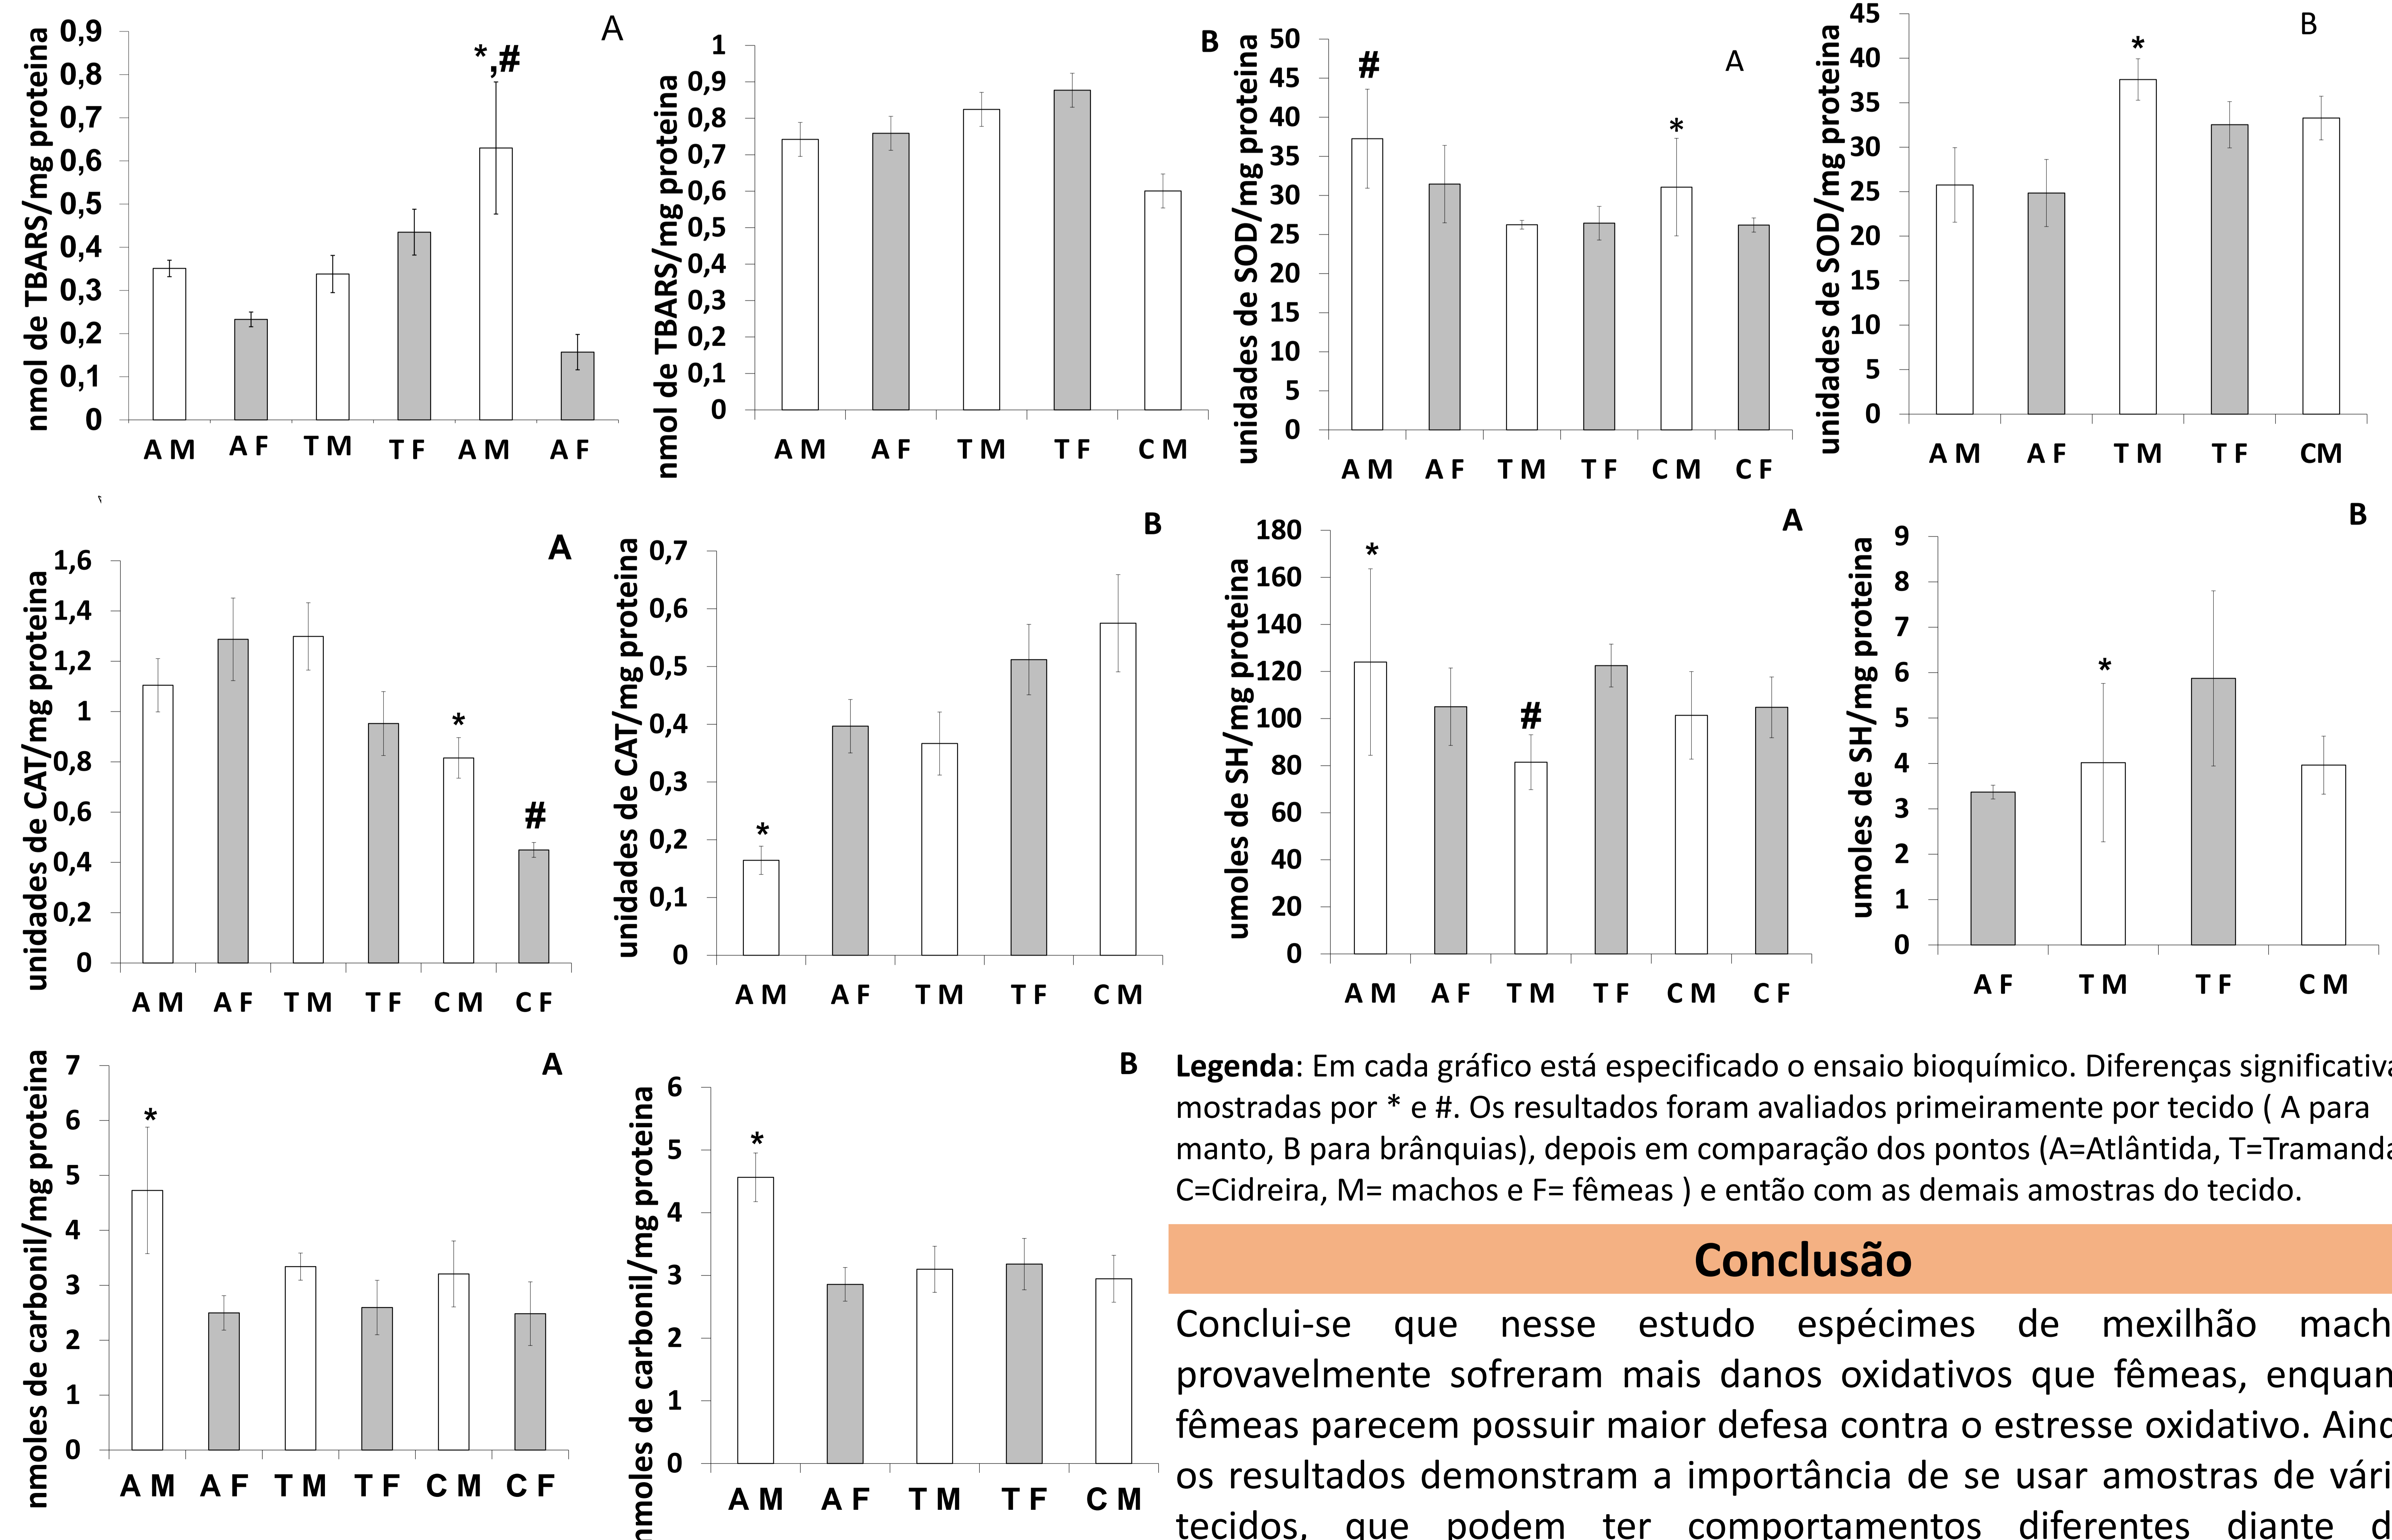 A
nmol de TBARS/mg proteina
0,9
0,8
0,7
0,6
0,5
0,4
0,3
0,2
0,1
0
*,#
A M
A F
T M
T F
A M
A F
B
nmol de TBARS/mg proteina
1
0,9
0,8
0,7
0,6
0,5
0,4
0,3
0,2
0,1
0
A M
A F
T M
T F
C M
A
unidades de SOD/mg proteina
50
45
40
35
30
25
20
15
10
5
0
#
*
A M
A F
T M
T F
C M
C F
B
unidades de SOD/mg proteina
45
40
35
30
25
20
15
10
5
0
*
A M
A F
T M
T F
CM
A
unidades de CAT/mg proteina
1,6
1,4
1,2
1
0,8
0,6
0,4
0,2
0
*
#
A M
A F
T M
T F
C M
C F
B
unidades de CAT/mg proteina
0,7
0,6
0,5
0,4
0,3
0,2
0,1
0
*
A M
A F
T M
T F
C M
A
umoles de SH/mg proteina
180
160
140
120
100
80
60
40
20
0
*
#
A M
A F
T M
T F
C M
C F
B
umoles de SH/mg proteina
9
8
7
6
5
4
3
2
1
0
*
A F
T M
T F
C M
A
nmoles de carbonil/mg proteina
7
6
5
4
3
2
1
0
*
A M
A F
T M
T F
C M
C F
B
nmoles de carbonil/mg proteina
6
5
4
3
2
1
0
*
A M
A F
T M
T F
C M
Legenda: Em cada gráfico está especificado o ensaio bioquímico. Diferenças significativa
mostradas por * e #. Os resultados foram avaliados primeiramente por tecido ( A para
manto, B para brânquias), depois em comparação dos pontos (A=Atlântida, T=Tramanda
C=Cidreira, M= machos e F= fêmeas ) e então com as demais amostras do tecido.
Conclusão
Conclui-se que nesse estudo espécimes de mexilhão mach
provavelmente sofreram mais danos oxidativos que fêmeas, enquan
fêmeas parecem possuir maior defesa contra o estresse oxidativo. Aind
os resultados demonstram a importância de se usar amostras de vári
tecidos, que podem ter comportamentos diferentes diante d